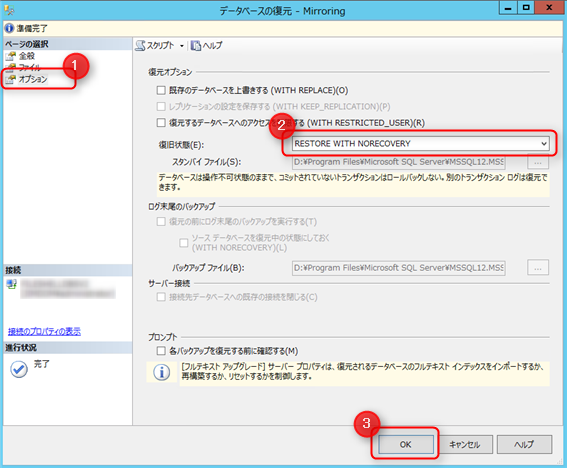 データベースの復元 - Mirroring
準備完了
ページの選択
全般
ファイル
オプション
1
スクリプト
ヘルプ
復元オプション
既存のデータベースを上書きする (WITH REPLACE)(O)
レプリケーションの設定を保存する (WITH KEEP_REPLICATION)(P)
復元するデータベースへのアクセスを する (WITH RESTRICTED_USER)(R)
2
復旧状態(E):
RESTORE WITH NORECOVERY
スタンバイ ファイル(S):
D:¥Program Files¥Microsoft SQL Server¥MSSQL12.MSS
...
データベースは操作不可状態のまま、コミットされていないトランザクションはロールバックしない。別のトランザクション ログは復元で
きます。
ログ末尾のバックアップ
復元の前にログ末尾のバックアップを実行する(T)
ソース データベースを復元中の状態にしておく
(WITH NORECOVERY)(L)
バックアップ ファイル(B):
D:¥Program Files¥Microsoft SQL Server¥MSSQL12.MSS
...
サーバー接続
接続先データベースへの既存の接続を閉じる(C)
プロンプト
各バックアップを復元する前に確認する(M)
[フルテキスト アップグレード] サーバー プロパティは、復元されるデータベースのフルテキスト インデックスをインポートするか、
再構築するか、リセットするかを制御します。
接続
接続のプロパティの表示
進行状況
完了
3
OK
キャンセル
ヘルプ